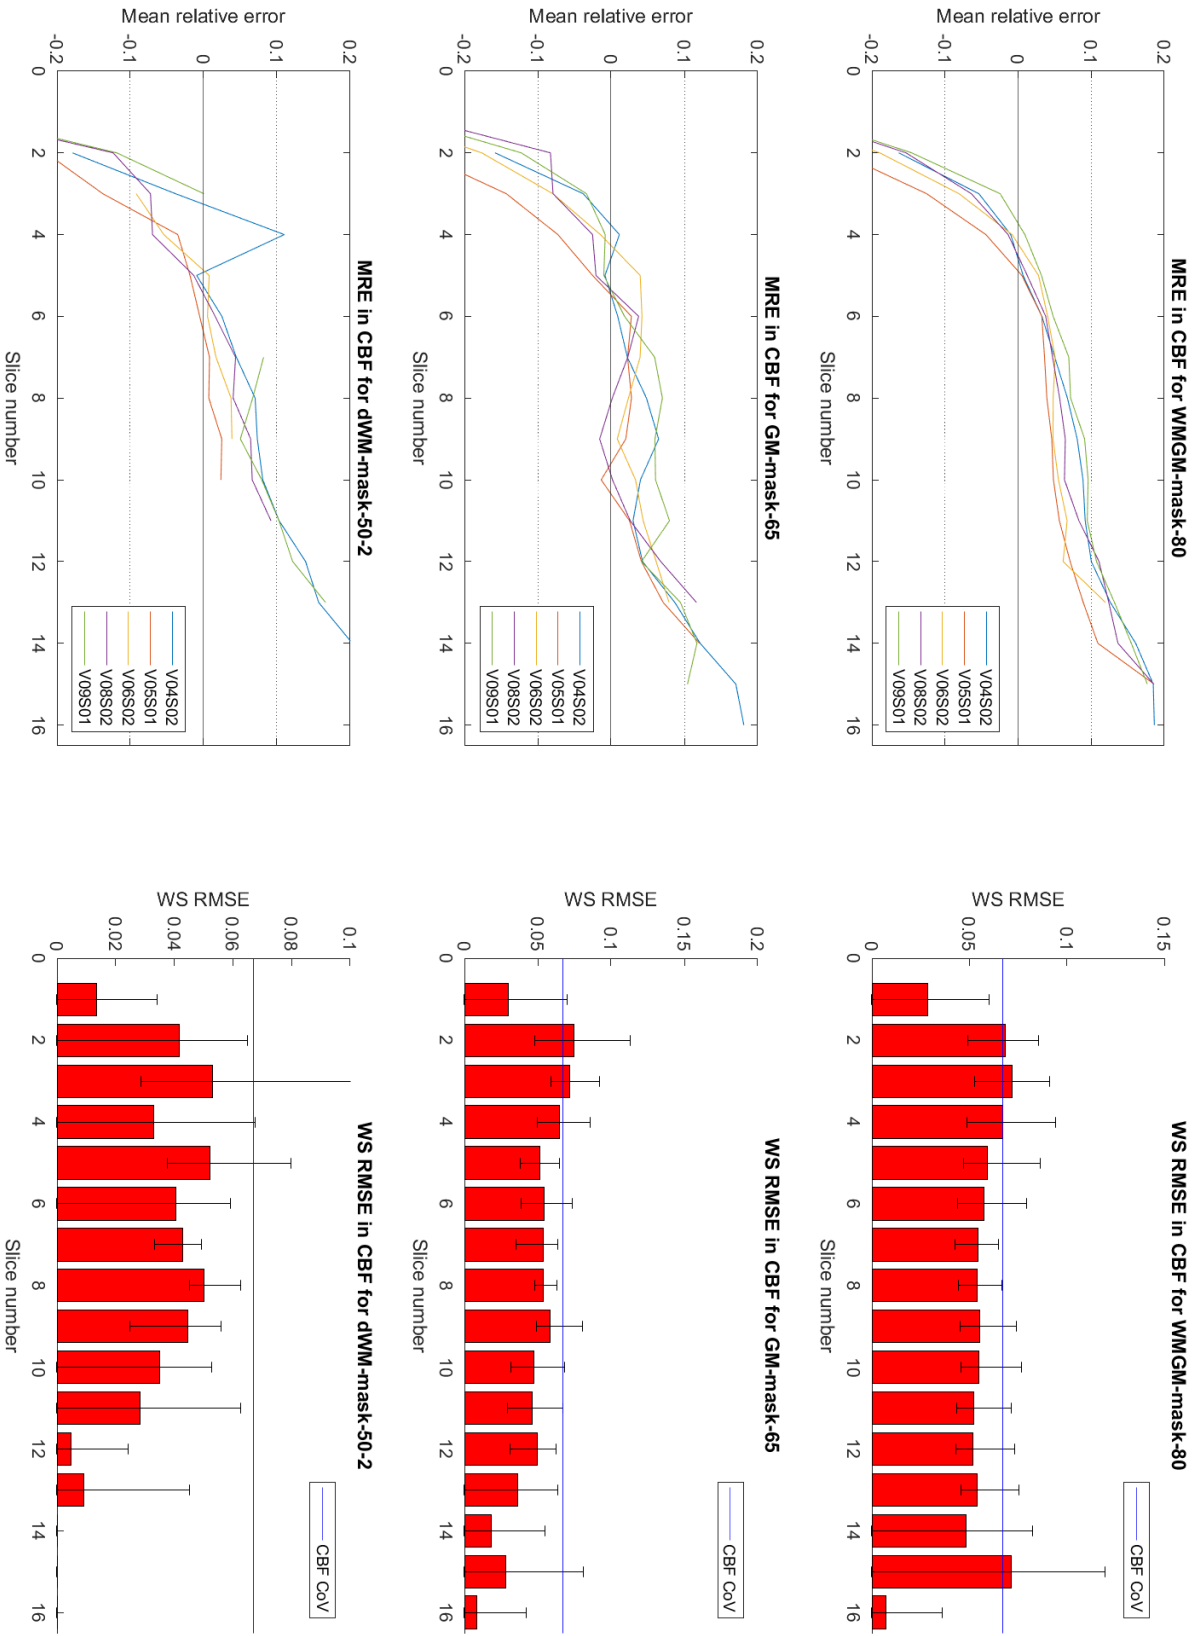 MRE in CBF for WMGM-mask-80
Mean relative error
0.2
0.1
0
-0.1
-0.2
0 2 4 6 8 10 12 14 16
Slice number
V04S02
V05S01
V06S02
V08S02
V09S01
WS RMSE in CBF for WMGM-mask-80
WS RMSE
0.15
0.1
0.05
0
0 2 4 6 8 10 12 14 16
Slice number
CBF CoV
MRE in CBF for GM-mask-65
Mean relative error
0.2
0.1
0
-0.1
-0.2
0 2 4 6 8 10 12 14 16
Slice number
V04S02
V05S01
V06S02
V08S02
V09S01
WS RMSE in CBF for GM-mask-65
WS RMSE
0.2
0.15
0.1
0.05
0
0 2 4 6 8 10 12 14 16
Slice number
CBF CoV
MRE in CBF for dWM-mask-50-2
Mean relative error
0.2
0.1
0
-0.1
-0.2
0 2 4 6 8 10 12 14 16
Slice number
V04S02
V05S01
V06S02
V08S02
V09S01
WS RMSE in CBF for dWM-mask-50-2
WS RMSE
0.1
0.08
0.06
0.04
0.02
0
0 2 4 6 8 10 12 14 16
Slice number
CBF CoV